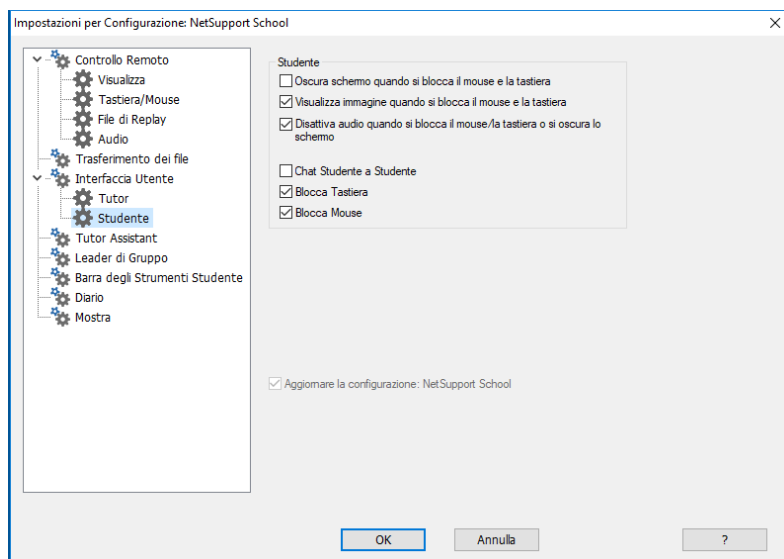 Impostazioni per Configurazione: NetSupport School
Controllo Remoto
Visualizza
Tastiera/Mouse
File di Replay
Audio
Trasferimento dei file
Interfaccia Utente
Tutor
Studente
Tutor Assistant
Leader di Gruppo
Barra degli Strumenti Studente
Diario
Mostra
Studente
Oscura schermo quando si blocca il mouse e la tastiera
Visualizza immagine quando si blocca il mouse e la tastiera
Disattiva audio quando si blocca il mouse/la tastiera o si oscura lo
schermo
Chat Studente a Studente
Blocca Tastiera
Blocca Mouse
Aggiornare la configurazione: NetSupport School
OK
Annulla
?